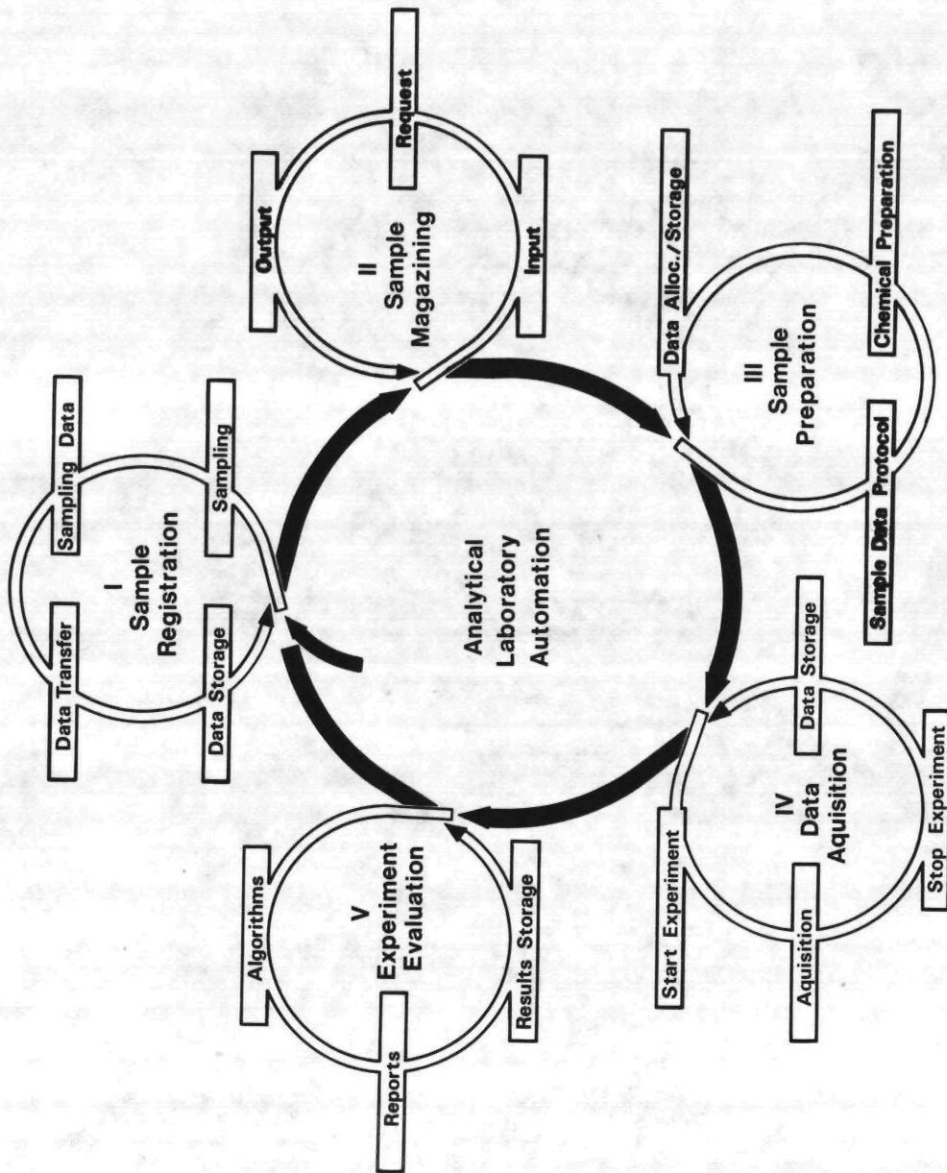 Analytical
Laboratory
Automation
I
Sample
Registration
Sampling
Sampling Data
Data Transfer
Data Storage
II
Sample
Magazining
Input
Request
Output
III
Sample
Preparation
Sample Data Protocol
Chemical Preparation
Data Alloc./Storage
IV
Data
Aquisition
Start Experiment
Aquisition
Stop Experiment
Data Storage
V
Experiment
Evaluation
Algorithms
Reports
Results Storage